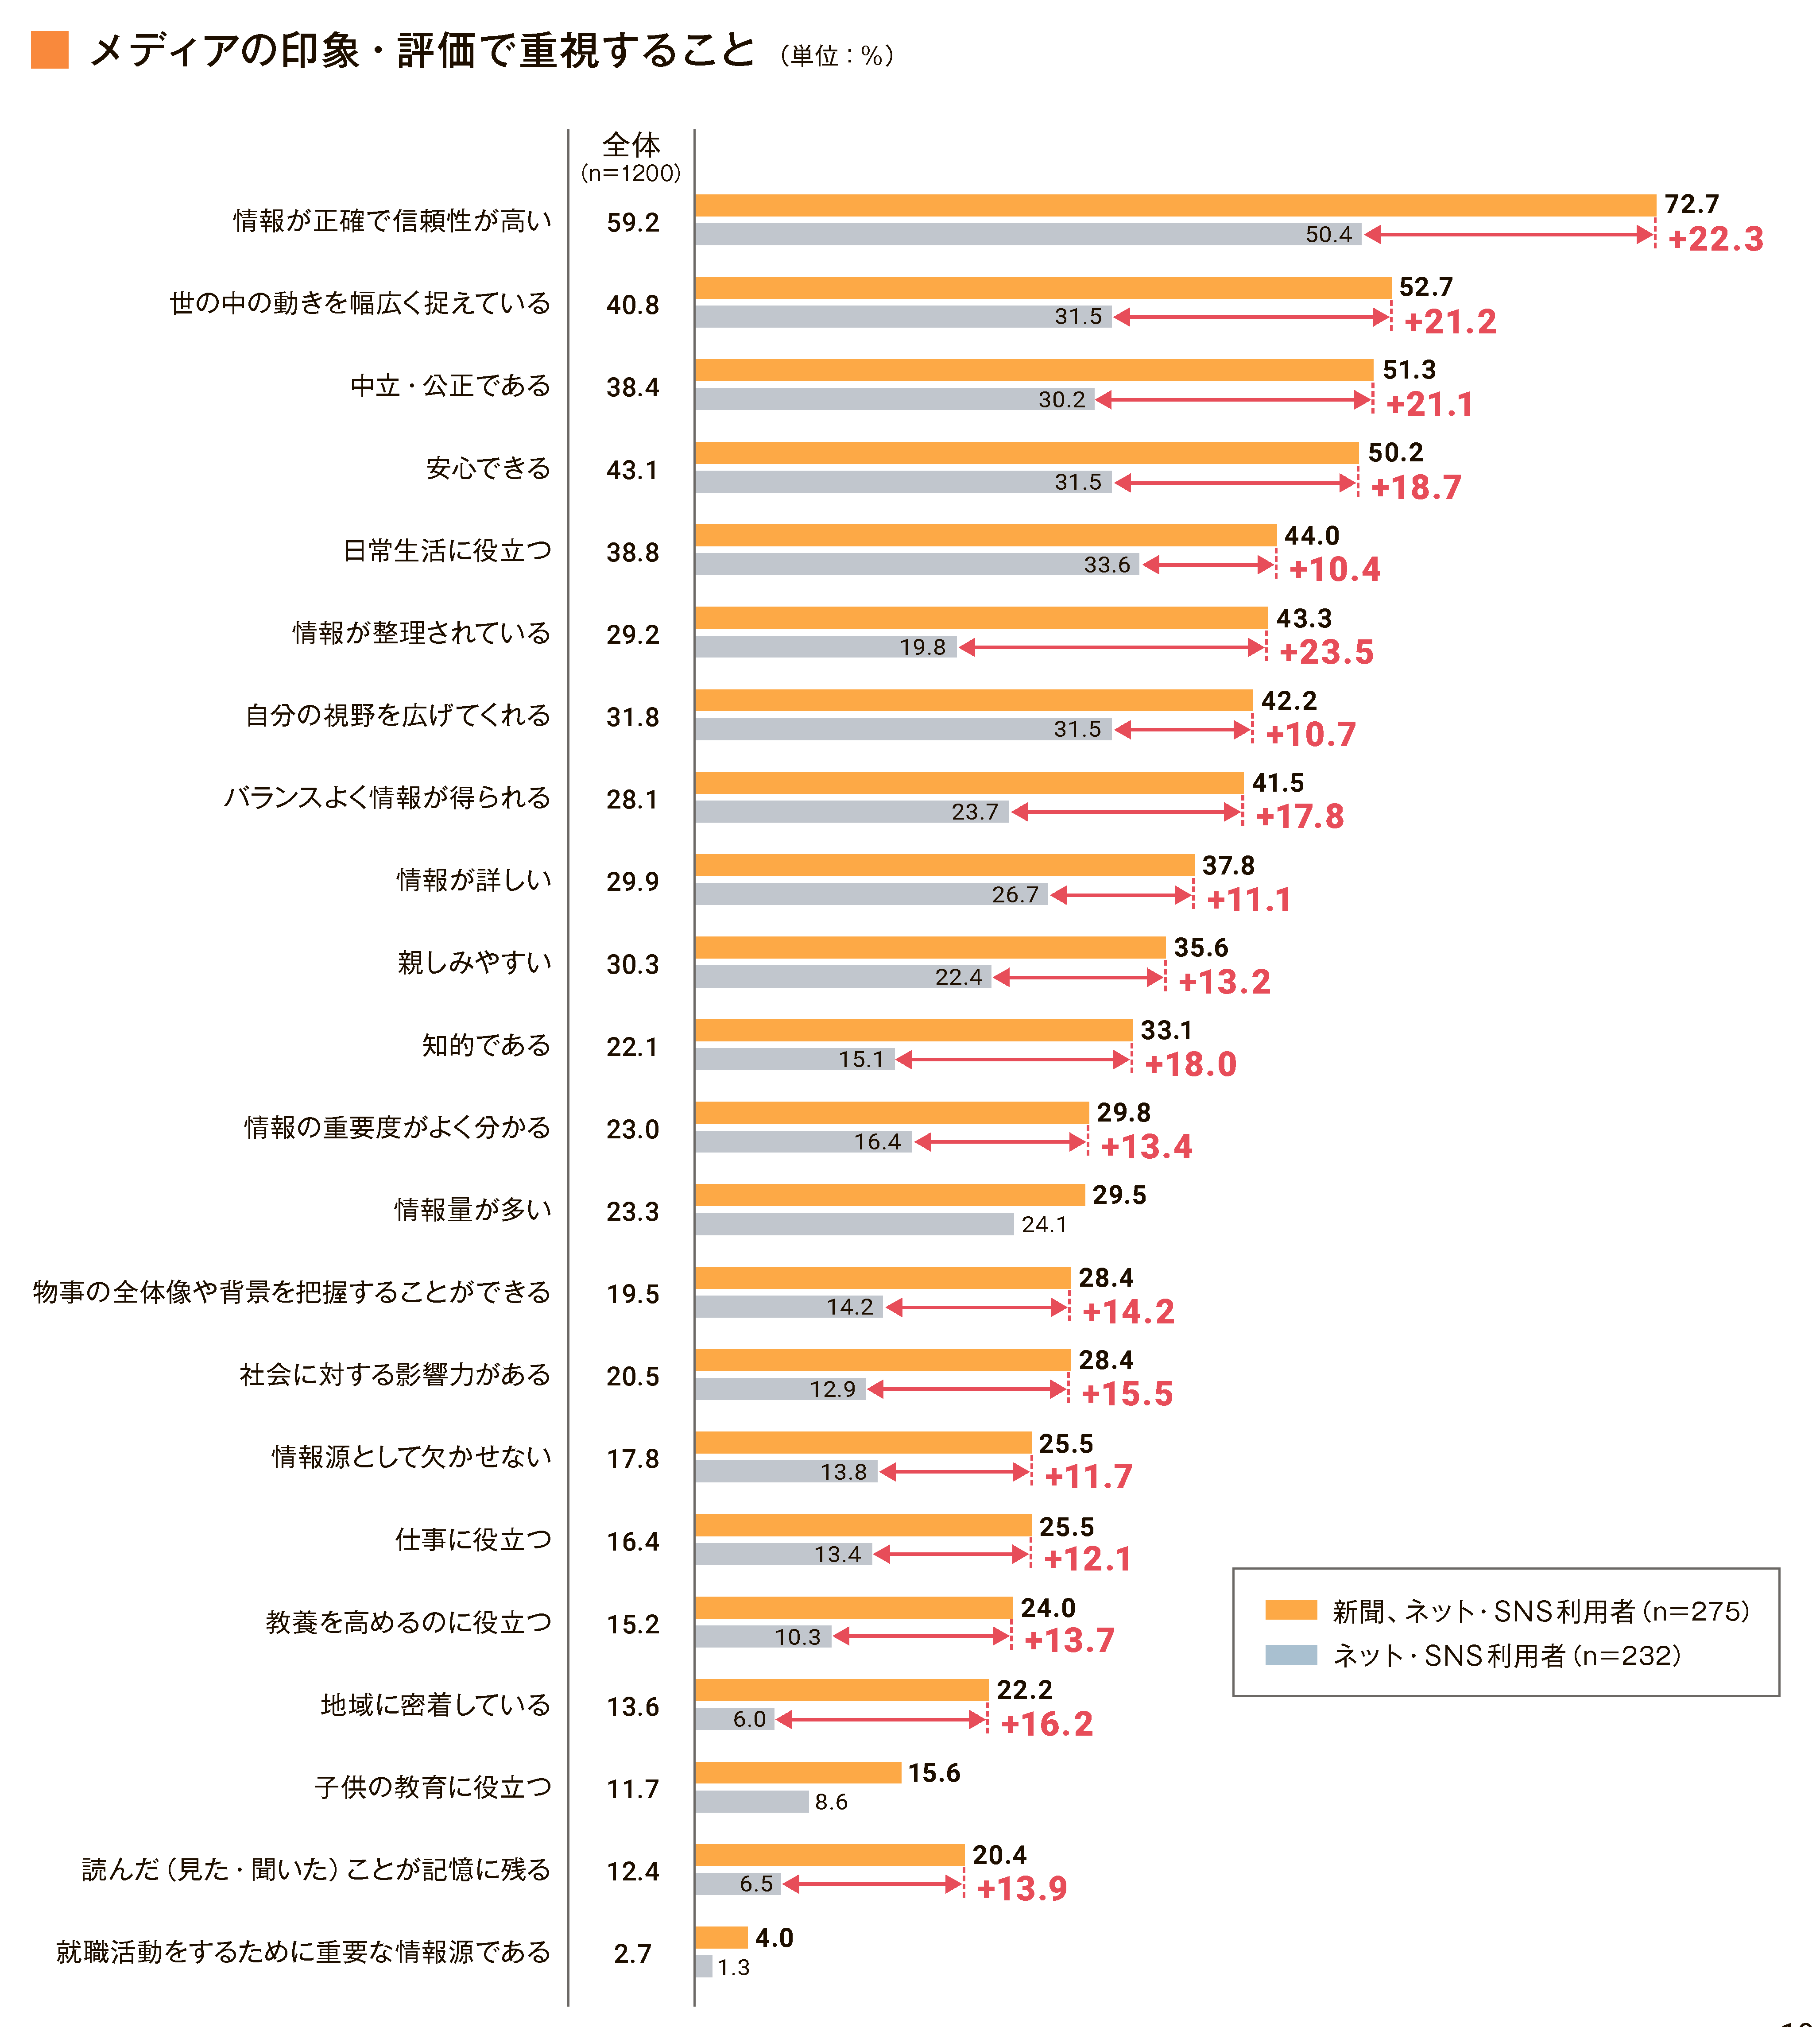 メディアの印象・評価で重視すること（単位：％）
全体
（n＝1200）
情報が正確で信頼性が高い 59.2 72.7
50.4 +22.3
世の中の動きを幅広く捉えている 40.8 52.7
31.5 +21.2
中立・公正である 38.4 51.3
30.2 +21.1
安心できる 43.1 50.2
31.5 +18.7
日常生活に役立つ 38.8 44.0
33.6 +10.4
情報が整理されている 29.2 43.3
19.8 +23.5
自分の視野を広げてくれる 31.8 42.2
31.5 +10.7
バランスよく情報が得られる 28.1 41.5
23.7 +17.8
情報が詳しい 29.9 37.8
26.7 +11.1
親しみやすい 30.3 35.6
22.4 +13.2
知的である 22.1 33.1
15.1 +18.0
情報の重要度がよく分かる 23.0 29.8
16.4 +13.4
情報量が多い 23.3 29.5
24.1
物事の全体像や背景を把握することができる 19.5 28.4
14.2 +14.2
社会に対する影響力がある 20.5 28.4
12.9 +15.5
情報源として欠かせない 17.8 25.5
13.8 +11.7
仕事に役立つ 16.4 25.5
13.4 +12.1
教養を高めるのに役立つ 15.2 24.0
10.3 +13.7
地域に密着している 13.6 22.2
6.0 +16.2
子供の教育に役立つ 11.7 15.6
8.6
読んだ（見た・聞いた）ことが記憶に残る 12.4 20.4
6.5 +13.9
就職活動をするために重要な情報源である 2.7 4.0
1.3
新聞、ネット・SNS利用者（n＝275）
ネット・SNS利用者（n＝232）